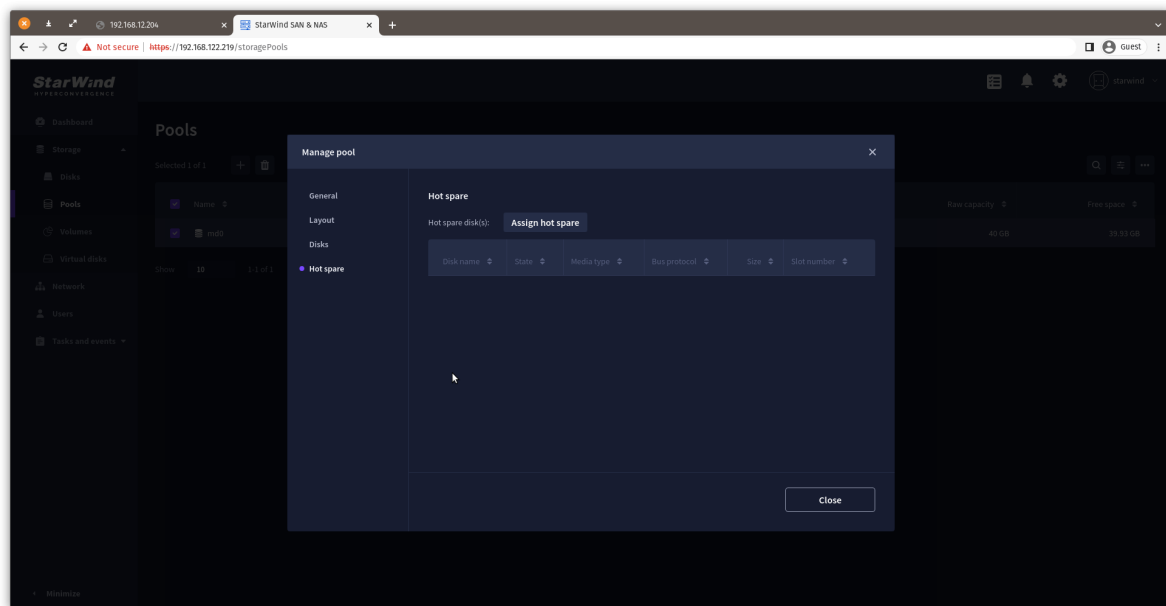 192.168.12.204
StarWind SAN & NAS
Not secure https://192.168.122.219/storagePools
Guest
StarWind
HYPERCONVERGENCE
starwind
Dashboard
Storage
Disks
Pools
Volumes
Virtual disks
Network
Users
Tasks and events
Minimize
Pools
Selected 1 of 1
Name
Raw capacity
Free space
md0
40 GB
39.93 GB
Show 10 1-1 of 1
Manage pool
General
Layout
Disks
Hot spare
Hot spare
Hot spare disk(s): Assign hot spare
Disk name State Media type Bus protocol Size Slot number
Close